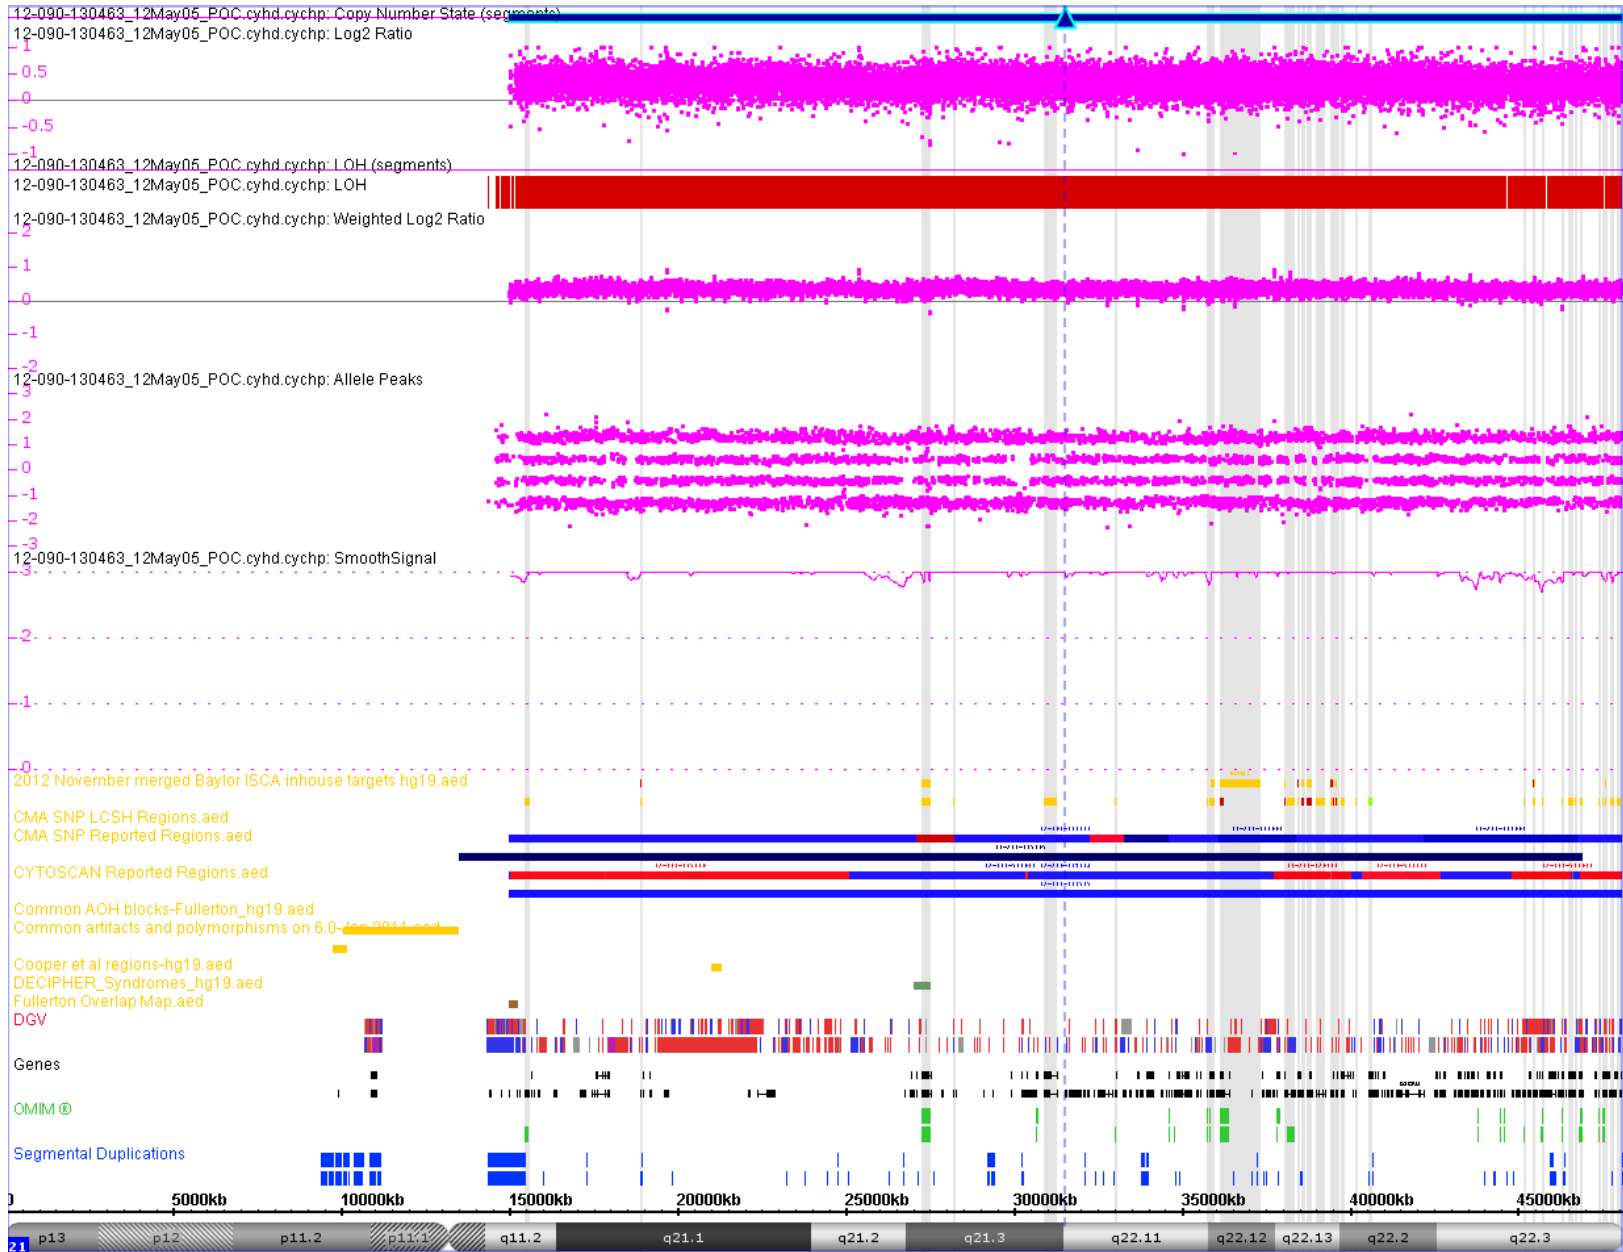 12-090-130463_12May05_POC.cyhd.cychp: Copy Number State (segments)
12-090-130463_12May05_POC.cyhd.cychp: Log2 Ratio
1
0.5
0
-0.5
-1
12-090-130463_12May05_POC.cyhd.cychp: LOH (segments)
12-090-130463_12May05_POC.cyhd.cychp: LOH
12-090-130463_12May05_POC.cyhd.cychp: Weighted Log2 Ratio
2
1
0
-1
-2
12-090-130463_12May05_POC.cyhd.cychp: Allele Peaks
3
2
1
0
-1
-2
-3
12-090-130463_12May05_POC.cyhd.cychp: SmoothSignal
3
2
1
0
2012 November merged Baylor ISCA inhouse targets hg19.aed
CMA SNP LCSH Regions.aed
CMA SNP Reported Regions.aed
CYTOSCAN Reported Regions.aed
Common AOH blocks-Fullerton_hg19.aed
Common artifacts and polymorphisms on 6.0-Jan 2011.aed
Cooper et al regions-hg19.aed
DECIPHER_Syndromes_hg19.aed
Fullerton Overlap Map.aed
DGV
Genes
OMIM ®
Segmental Duplications
0 5000kb 10000kb 15000kb 20000kb 25000kb 30000kb 35000kb 40000kb 45000kb
p13 p12 p11.2 p11.1 q11.2 q21.1 q21.2 q21.3 q22.11 q22.12 q22.13 q22.2 q22.3
21